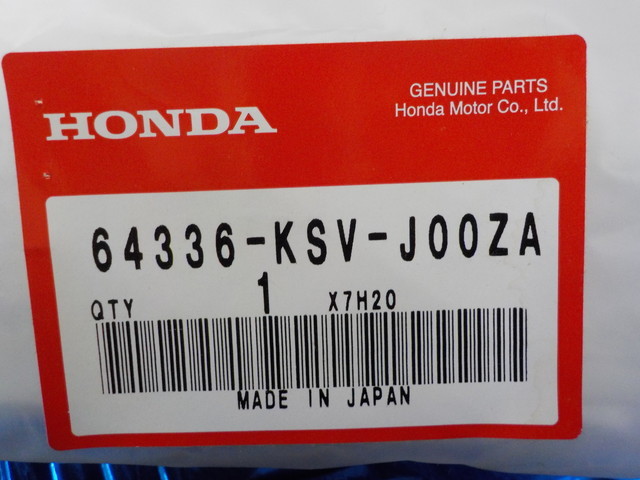 HONDA
GENUINE PARTS
Honda Motor Co., Ltd.
64336-KSV-J00ZA
QTY 1 X7H20
MADE IN JAPAN